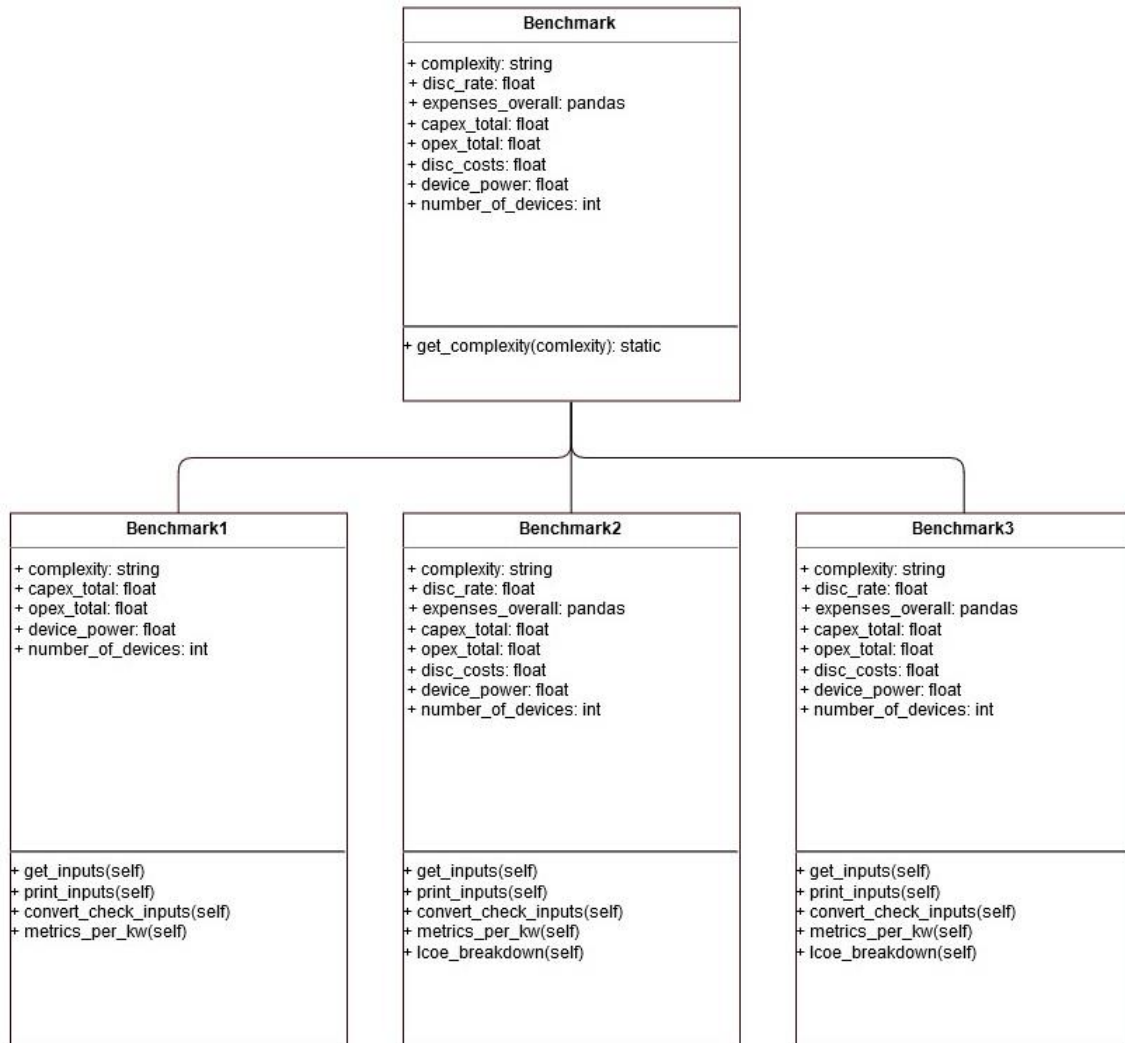 Benchmark
+ complexity: string
+ disc_rate: float
+ expenses_overall: pandas
+ capex_total: float
+ opex_total: float
+ disc_costs: float
+ device_power: float
+ number_of_devices: int
+ get_complexity(comlexity): static
Benchmark1
+ complexity: string
+ capex_total: float
+ opex_total: float
+ device_power: float
+ number_of_devices: int
+ get_inputs(self)
+ print_inputs(self)
+ convert_check_inputs(self)
+ metrics_per_kw(self)
Benchmark2
+ complexity: string
+ disc_rate: float
+ expenses_overall: pandas
+ capex_total: float
+ opex_total: float
+ disc_costs: float
+ device_power: float
+ number_of_devices: int
+ get_inputs(self)
+ print_inputs(self)
+ convert_check_inputs(self)
+ metrics_per_kw(self)
+ lcoe_breakdown(self)
Benchmark3
+ complexity: string
+ disc_rate: float
+ expenses_overall: pandas
+ capex_total: float
+ opex_total: float
+ disc_costs: float
+ device_power: float
+ number_of_devices: int
+ get_inputs(self)
+ print_inputs(self)
+ convert_check_inputs(self)
+ metrics_per_kw(self)
+ lcoe_breakdown(self)